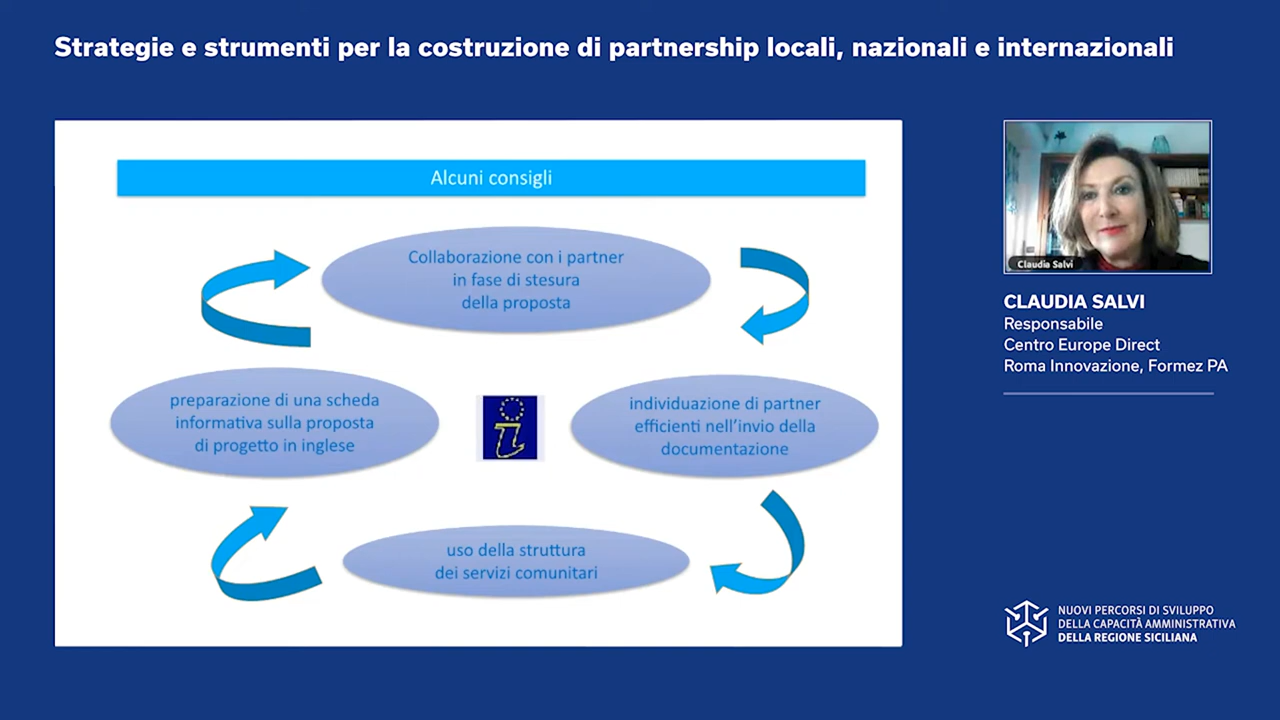 Strategie e strumenti per la costruzione di partnership locali, nazionali e internazionali
Alcuni consigli
Collaborazione con i partner
in fase di stesura
della proposta
preparazione di una scheda
informativa sulla proposta
di progetto in inglese
individuazione di partner
efficienti nell'invio della
documentazione
uso della struttura
dei servizi comunitari
i
Claudia Salvi
CLAUDIA SALVI
Responsabile
Centro Europe Direct
Roma Innovazione, Formez PA
NUOVI PERCORSI DI SVILUPPO
DELLA CAPACITÀ AMMINISTRATIVA
DELLA REGIONE SICILIANA